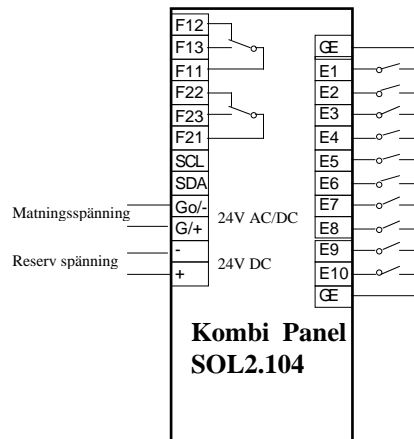 F12
F13
F11
F22
F23
F21
SCL
SDA
Matningsspänning
Go/-
G/+
24V AC/DC
Reserv spänning
-
+
24V DC
GE
E1
E2
E3
E4
E5
E6
E7
E8
E9
E10
GE
Kombi Panel
SOL2.104